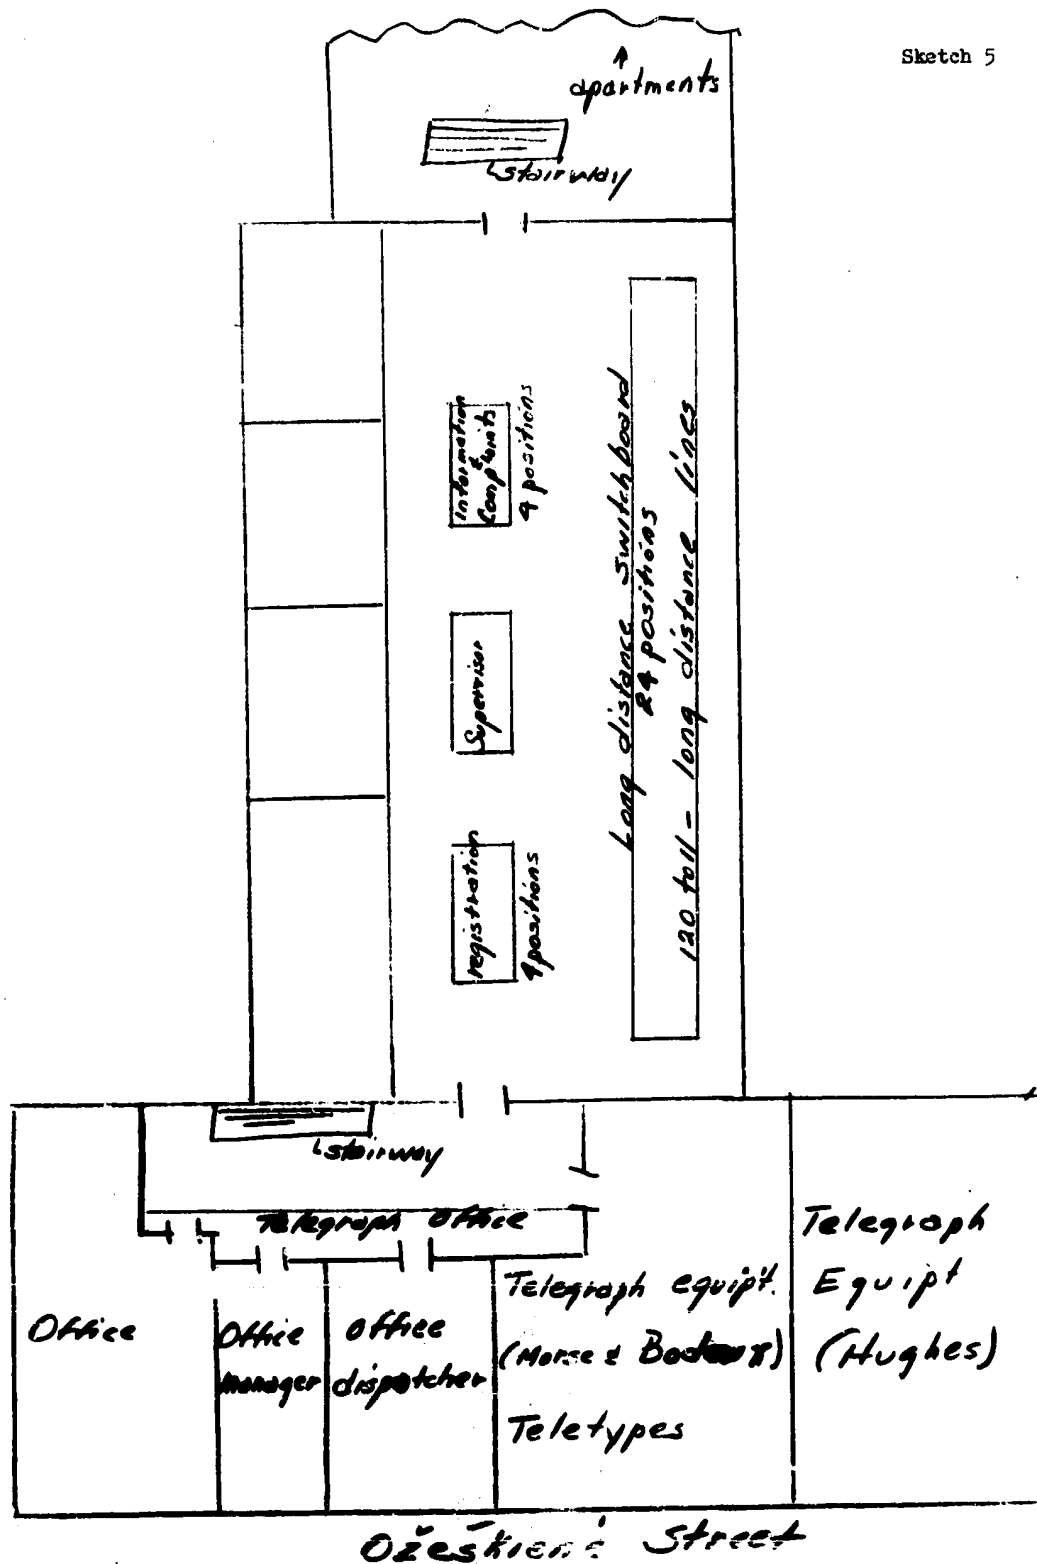 Sketch 5
apartments
stairway
Information
&
Complaints
4 positions
Long distance switchboard
24 positions
120 toll - long distance lines
Supervisor
registration
4 positions
stairway
Telegraph Office
Office
Office
manager
Office
dispatcher
Telegraph equipt.
(Morse &
Teletypes
Telegraph
Equipt
(Hughes)
Street